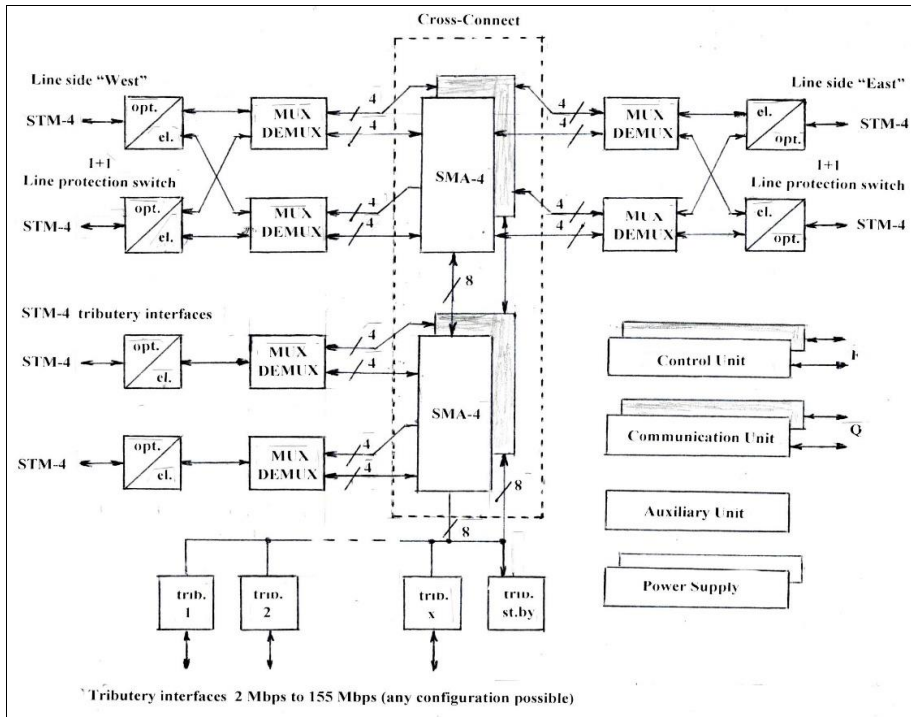 Cross-Connect
Line side “West”
Line side “East”
STM-4
opt.
el.
MUX
DEMUX
4
4
4
4
MUX
DEMUX
el.
opt.
STM-4
1+1
Line protection switch
SMA-4
1+1
Line protection switch
STM-4
opt.
el.
MUX
DEMUX
4
4
4
4
MUX
DEMUX
el.
opt.
STM-4
8
STM-4 tributery interfaces
STM-4
opt.
el.
MUX
DEMUX
4
4
SMA-4
Control Unit
F
STM-4
opt.
el.
MUX
DEMUX
4
4
Communication Unit
Q
8
8
Auxiliary Unit
TRIB.
1
TRIB.
2
TRIB.
x
TRIB.
st.by
Power Supply
Tributery interfaces 2 Mbps to 155 Mbps (any configuration possible)